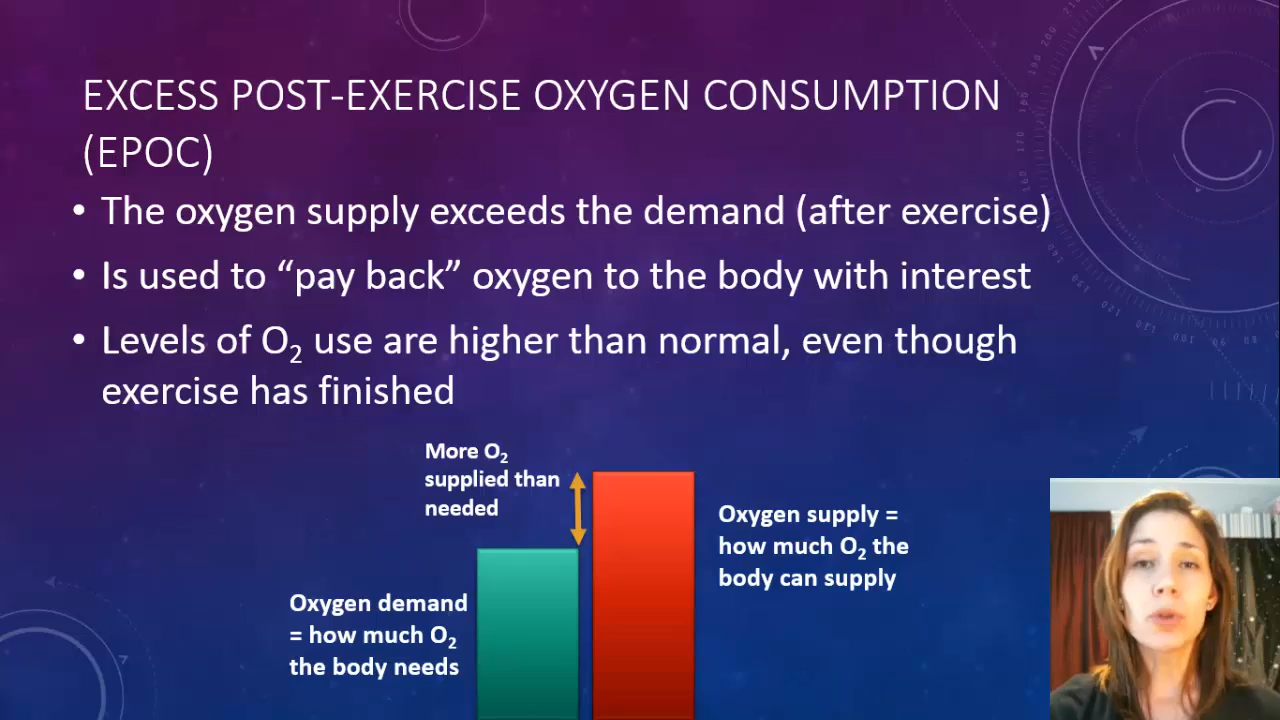 EXCESS POST-EXERCISE OXYGEN CONSUMPTION
(EPOC)
• The oxygen supply exceeds the demand (after exercise)
• Is used to “pay back” oxygen to the body with interest
• Levels of O₂ use are higher than normal, even though
exercise has finished
More O₂
supplied than
needed
Oxygen supply =
how much O₂ the
body can supply
Oxygen demand
= how much O₂
the body needs